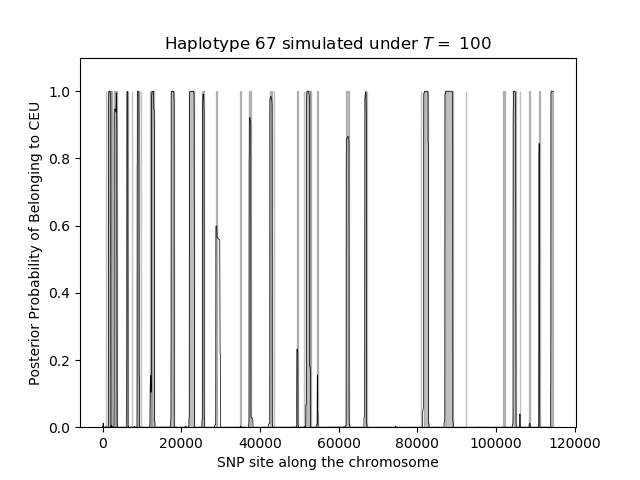 Haplotype 67 simulated under T = 100
Posterior Probability of Belonging to CEU
1.0
0.8
0.6
0.4
0.2
0.0
0 20000 40000 60000 80000 100000 120000
SNP site along the chromosome